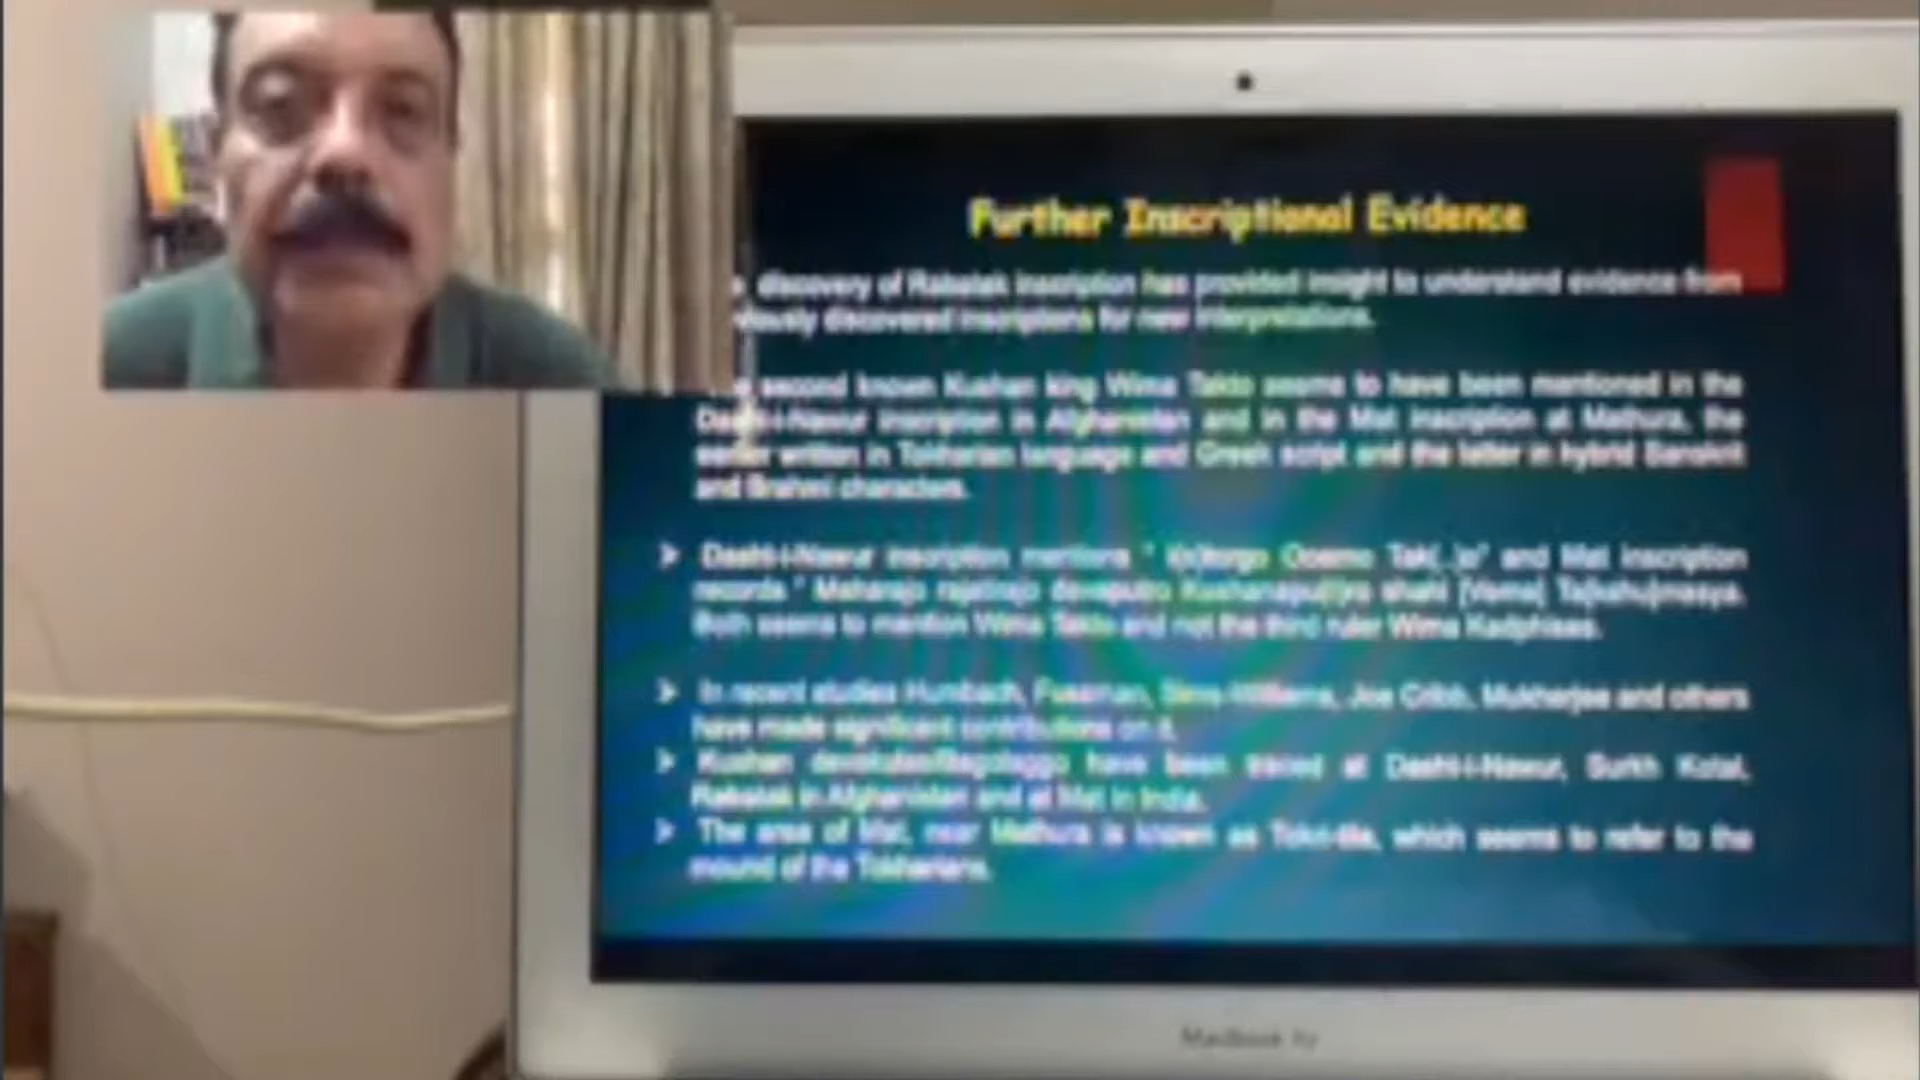 Further Inscriptional Evidence
discovery of Rabatak inscription has provided insight to understand evidence from
viously discovered inscriptions for new interpretations.
second known Kushan king Wima Takto seems to have been mentioned in the
Dasht-i-Nawur inscription in Afghanistan and in the Mat inscription at Mathura, the
earlier written in Tokharian language and Greek script and the latter in hybrid Sanskrit
and Brahmi characters.
➤ Dasht-i-Nawur inscription mentions " Ooemo Tak(..)o" and Mat inscription
records " Maharajo rajatirajo devaputro shahi
Both seems to mention Wima Takto and not the third ruler Wima Kadphises.
➤ In recent studies Humbach, Fussman, Sims-Williams, Joe Cribb, Mukherjee and others
have made significant contributions on it.
➤ Kushan have been traced at Dasht-i-Nawur, Surkh Kotal,
Rabatak in Afghanistan and at Mat in India.
➤ The area of Mat, near Mathura is known as which seems to refer to the
mound of the Tokharians.
MacBook Air